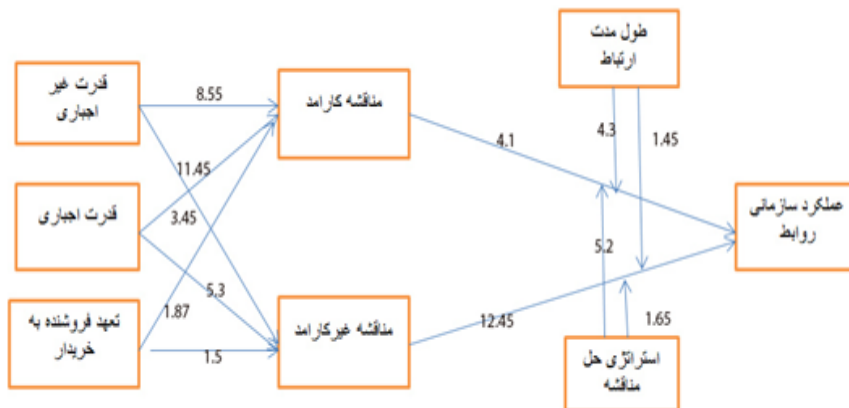 طول مدت
ارتباط
قدرت غیر
اجباری
8.55
مناقشه کارامد
4.3
1.45
4.1
11.45
قدرت اجباری
3.45
عملکرد سازمانی
روابط
5.2
5.3
تعهد فروشنده به
خریدار
1.87
1.5
مناقشه غیرکارامد
12.45
1.65
استراتژی حل
مناقشه